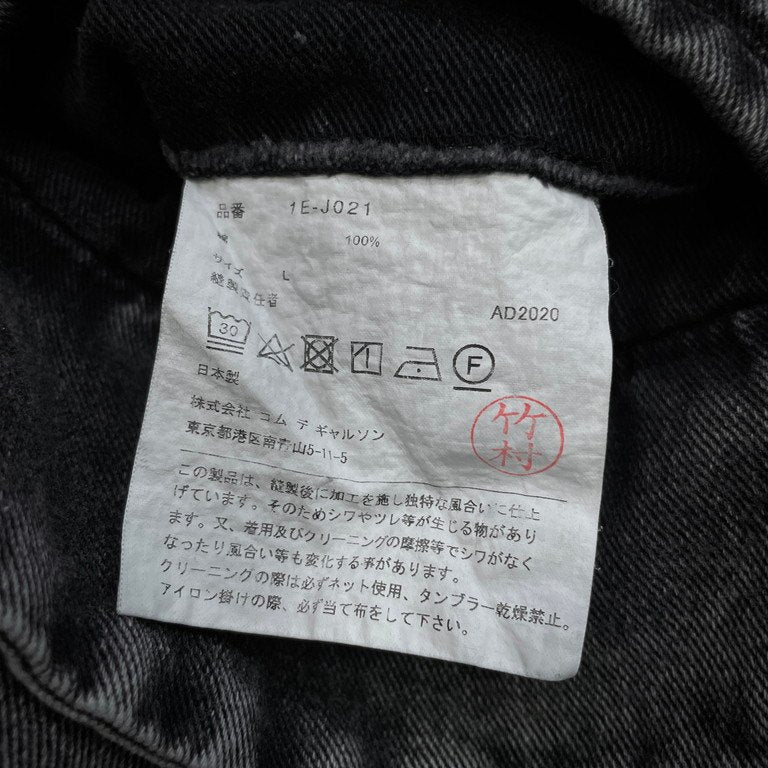 品番 1E-J021
綿 100%
サイズ L
縫製責任者
AD2020
30
F
日本製
株式会社 コム デ ギャルソン
東京都港区南青山5-11-5
竹村
この製品は、縫製後に加工を施し独特な風合いに仕上
げています。そのためシワやツレ等が生じる物があり
ます。又、着用及びクリーニングの摩擦等でシワがなく
なったり風合い等も変化する事があります。
クリーニングの際は必ずネット使用、タンブラー乾燥禁止。
アイロン掛けの際、必ず当て布をして下さい。